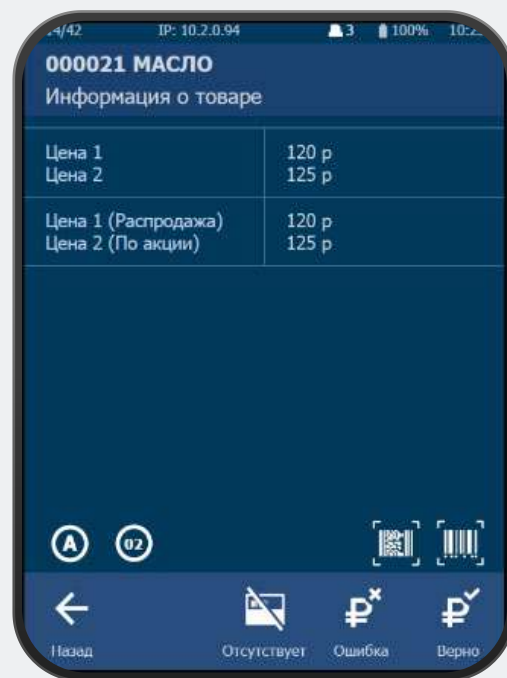 IP: 10.2.0.94 3 100%
000021 МАСЛО
Информация о товаре
Цена 1 120 р
Цена 2 125 р
Цена 1 (Распродажа) 120 р
Цена 2 (По акции) 125 р
A 02
Назад Отсутствует Ошибка Верно